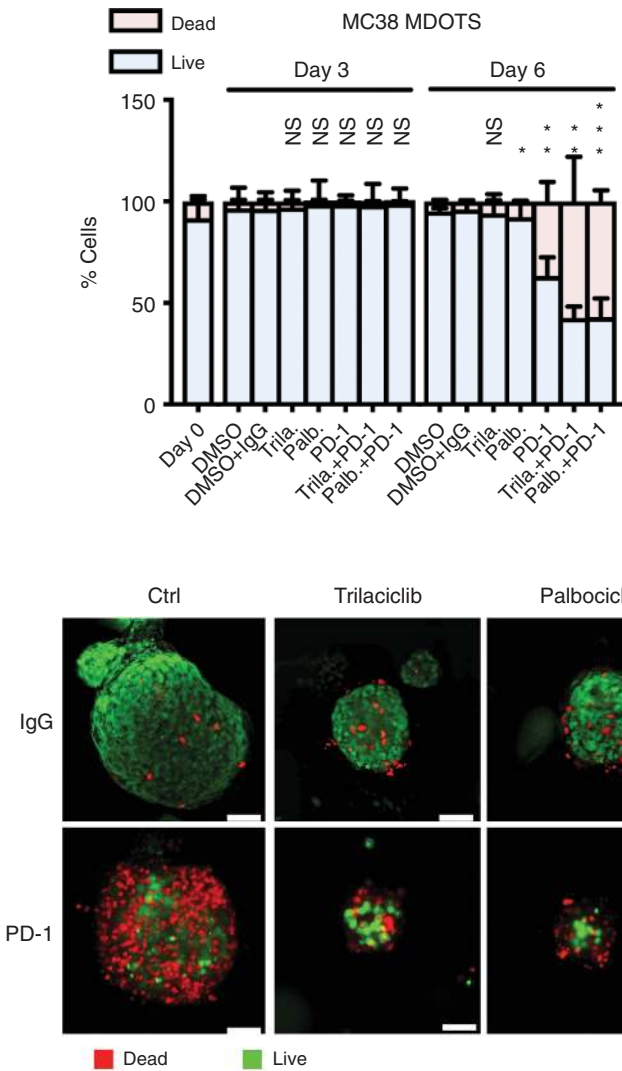 Dead
Live
MC38 MDOTS
Day 3
Day 6
NS NS NS NS NS NS * ** ** ***
150
100
50
0
% Cells
Day 0
DMSO
DMSO+IgG
Trila.
Palb.
PD-1
Trila.+PD-1
Palb.+PD-1
DMSO
DMSO+IgG
Trila.
Palb.
PD-1
Trila.+PD-1
Palb.+PD-1
Ctrl Trilaciclib Palbocicl
IgG
PD-1
Dead Live